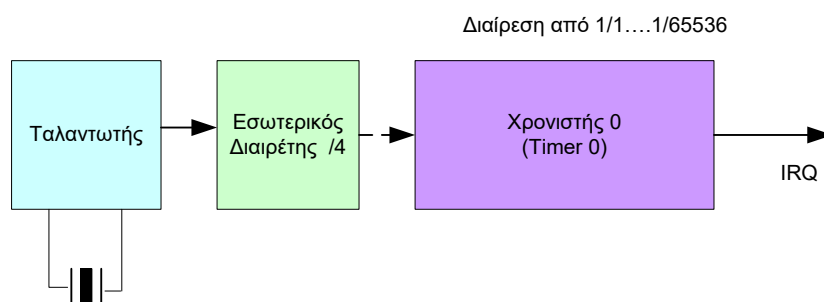 Διαίρεση από 1/1….1/65536
Ταλαντωτής
Εσωτερικός
Διαιρέτης /4
Χρονιστής 0
(Timer 0)
IRQ